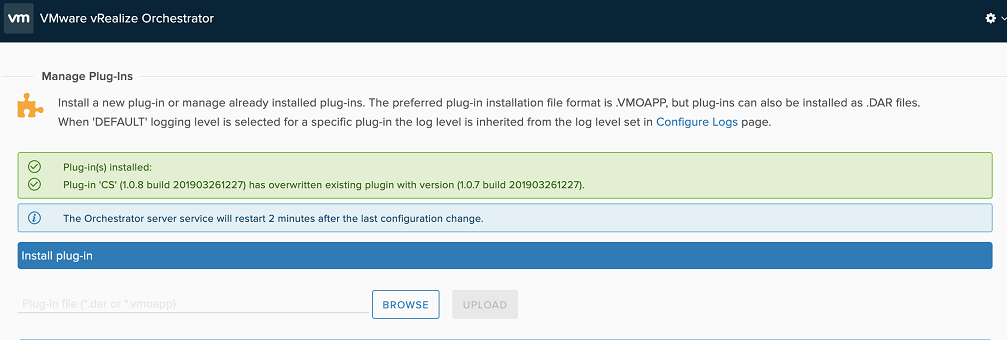 vm VMware vRealize Orchestrator
Manage Plug-Ins
Install a new plug-in or manage already installed plug-ins. The preferred plug-in installation file format is .VMOAPP, but plug-ins can also be installed as .DAR files.
When 'DEFAULT' logging level is selected for a specific plug-in the log level is inherited from the log level set in Configure Logs page.
Plug-in(s) installed:
Plug-in 'CS' (1.0.8 build 201903261227) has overwritten existing plugin with version (1.0.7 build 201903261227).
The Orchestrator server service will restart 2 minutes after the last configuration change.
Install plug-in
Plug-in file (*.dar or *.vmoapp) BROWSE UPLOAD